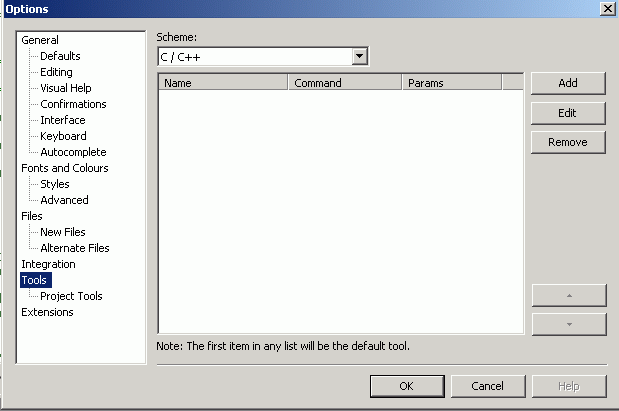 Options
General
Defaults
Editing
Visual Help
Confirmations
Interface
Keyboard
Autocomplete
Fonts and Colours
Styles
Advanced
Files
New Files
Alternate Files
Integration
Tools
Project Tools
Extensions
Scheme:
C / C++
Name Command Params
Add
Edit
Remove
Note: The first item in any list will be the default tool.
OK Cancel Help